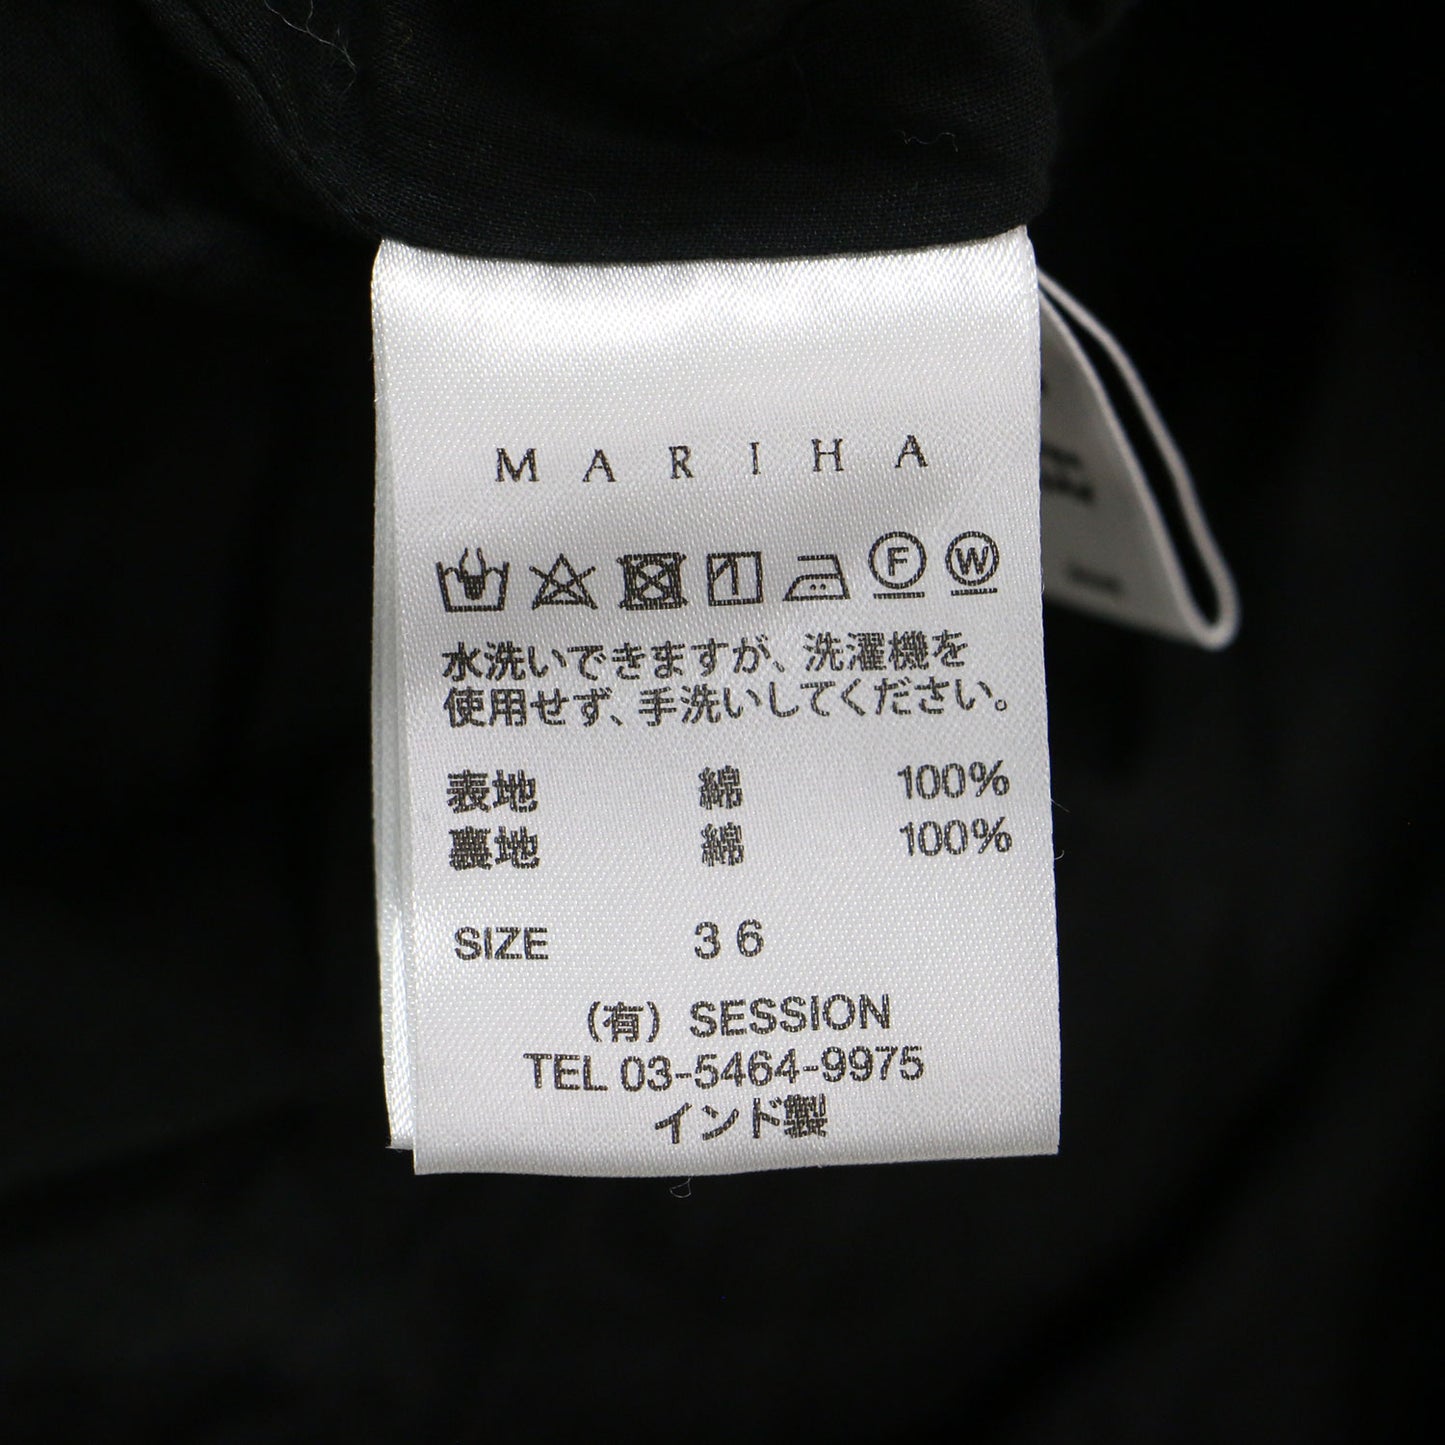 MARIHA
F W
水洗いできますが、洗濯機を
使用せず、手洗いしてください。
表地 綿 100%
裏地 綿 100%
SIZE 36
(有) SESSION
TEL 03-5464-9975
インド製